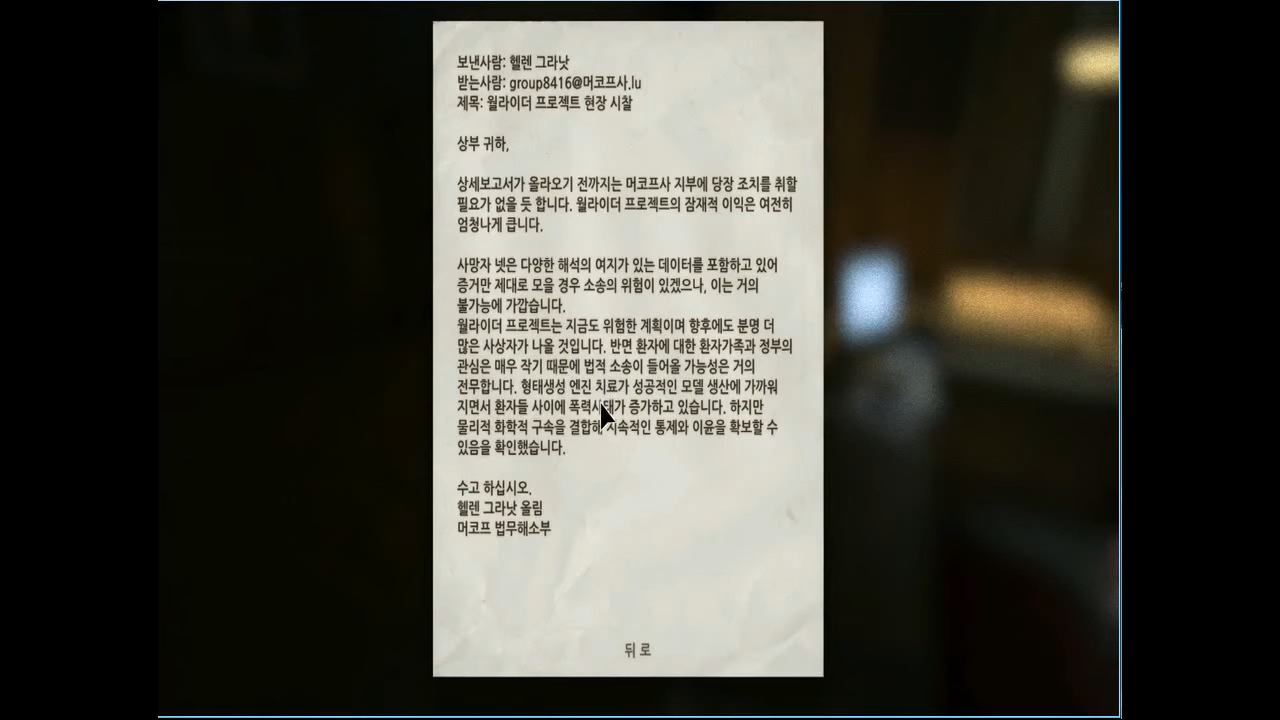 보낸사람: 헬렌 그라낫
받는사람: group8416@머코프사.lu
제목: 월라이더 프로젝트 현장 시찰
상부 귀하,
상세보고서가 올라오기 전까지는 머코프사 지부에 당장 조치를 취할
필요가 없을 듯 합니다. 월라이더 프로젝트의 잠재적 이익은 여전히
엄청나게 큽니다.
사망자 넷은 다양한 해석의 여지가 있는 데이터를 포함하고 있어
증거만 제대로 모을 경우 소송의 위험이 있겠으나, 이는 거의
불가능에 가깝습니다.
월라이더 프로젝트는 지금도 위험한 계획이며 향후에도 분명 더
많은 사상자가 나올 것입니다. 반면 환자에 대한 환자가족과 정부의
관심은 매우 작기 때문에 법적 소송이 들어올 가능성은 거의
전무합니다. 형태생성 엔진 치료가 성공적인 모델 생산에 가까워
지면서 환자들 사이에 폭력사태가 증가하고 있습니다. 하지만
물리적 화학적 구속을 결합해 지속적인 통제와 이윤을 확보할 수
있음을 확인했습니다.
수고 하십시오.
헬렌 그라낫 올림
머코프 법무해소부
뒤 로